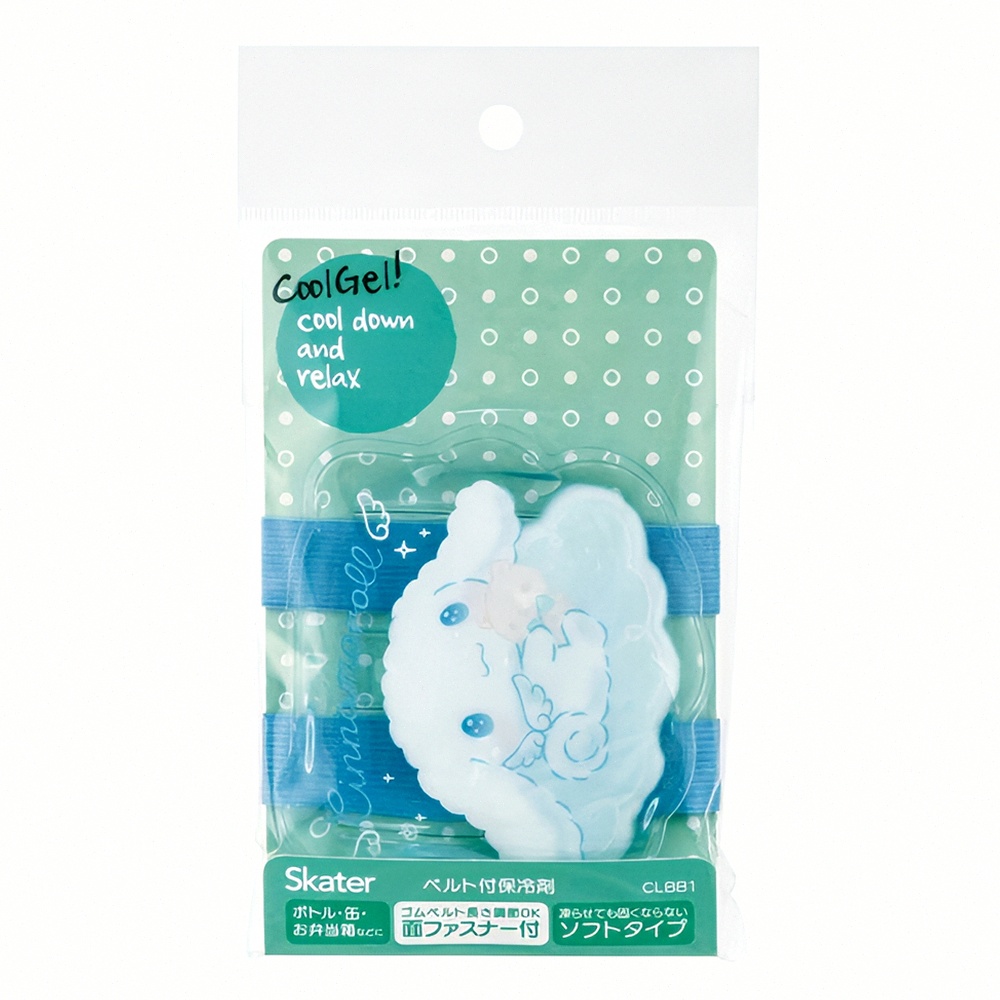 CoolGel!
cool down
and
relax
Cinnamoroll
Skater
ベルト付保冷剤
CLBB1
ボトル・缶・
お弁当箱などに
ゴムベルト長さ調節OK
面ファスナー付
凍らせても固くならない
ソフトタイプ